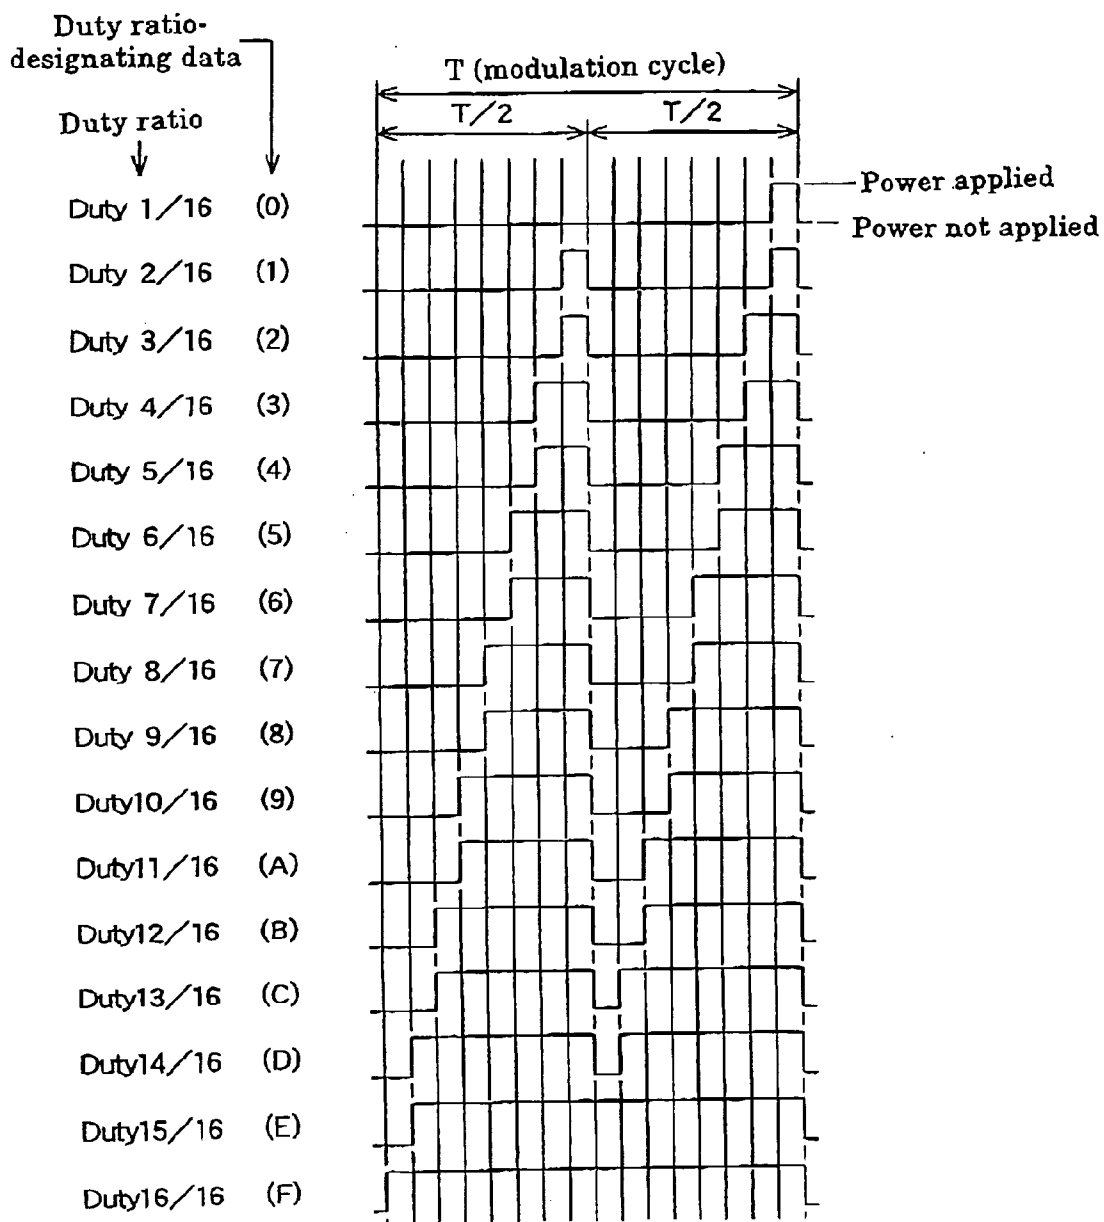 Duty ratio-
designating data
T (modulation cycle)
T/2 T/2
Duty ratio
Duty 1/16 (0)
Power applied
Power not applied
Duty 2/16 (1)
Duty 3/16 (2)
Duty 4/16 (3)
Duty 5/16 (4)
Duty 6/16 (5)
Duty 7/16 (6)
Duty 8/16 (7)
Duty 9/16 (8)
Duty10/16 (9)
Duty11/16 (A)
Duty12/16 (B)
Duty13/16 (C)
Duty14/16 (D)
Duty15/16 (E)
Duty16/16 (F)